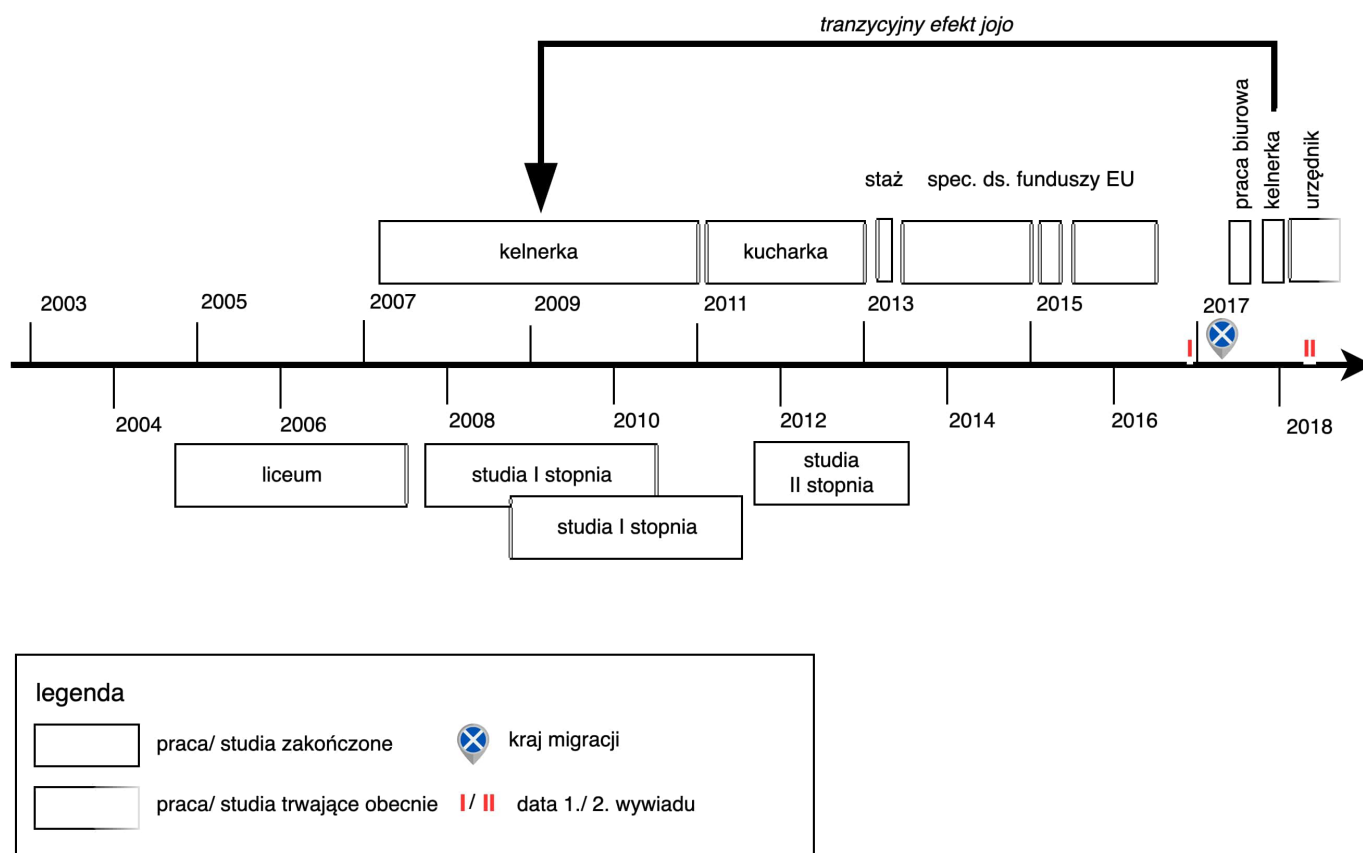 tranzycyjny efekt jojo
praca biurowa
kelnerka
urzędnik
staż
spec. ds. funduszy EU
kelnerka
kucharka
2003
2005
2007
2009
2011
2013
2015
2017
I
II
2004
2006
2008
2010
2012
2014
2016
2018
liceum
studia I stopnia
studia
II stopnia
studia I stopnia
legenda
praca/ studia zakończone
kraj migracji
praca/ studia trwające obecnie
I/ II
data 1./ 2. wywiadu